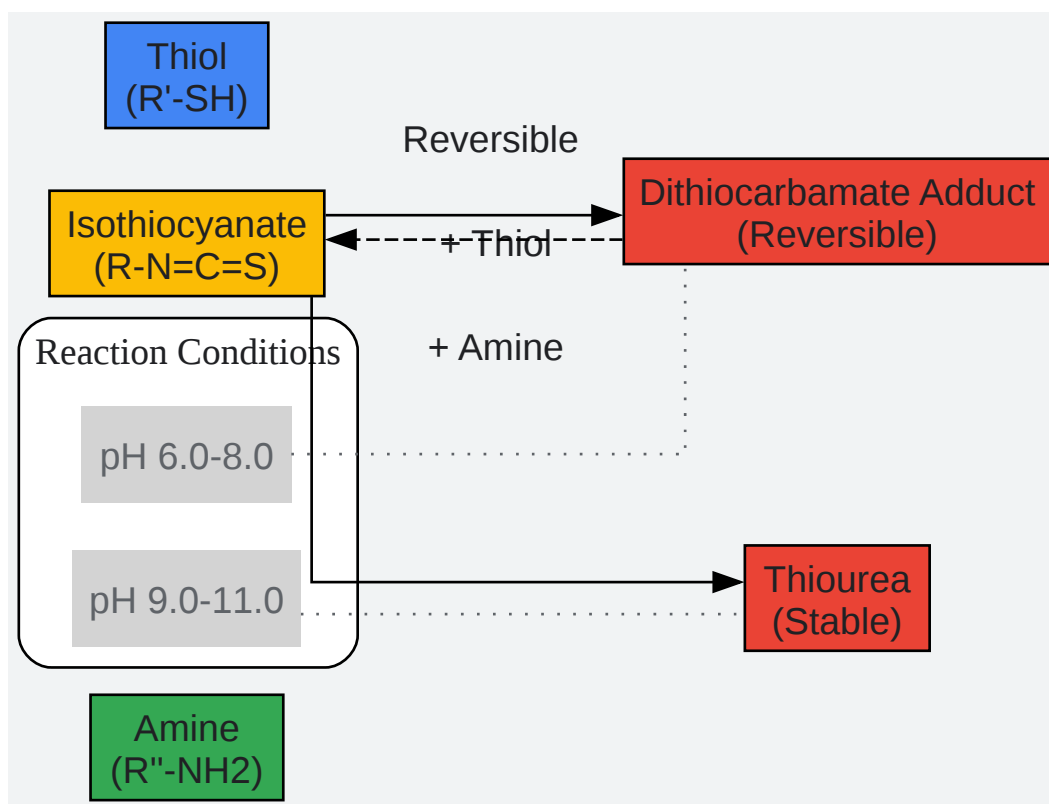 Thiol
(R'-SH)
Reversible
Isothiocyanate
(R-N=C=S)
Dithiocarbamate Adduct
(Reversible)
+ Thiol
+ Amine
Reaction Conditions
pH 6.0-8.0
pH 9.0-11.0
Thiourea
(Stable)
Amine
(R"-NH2)